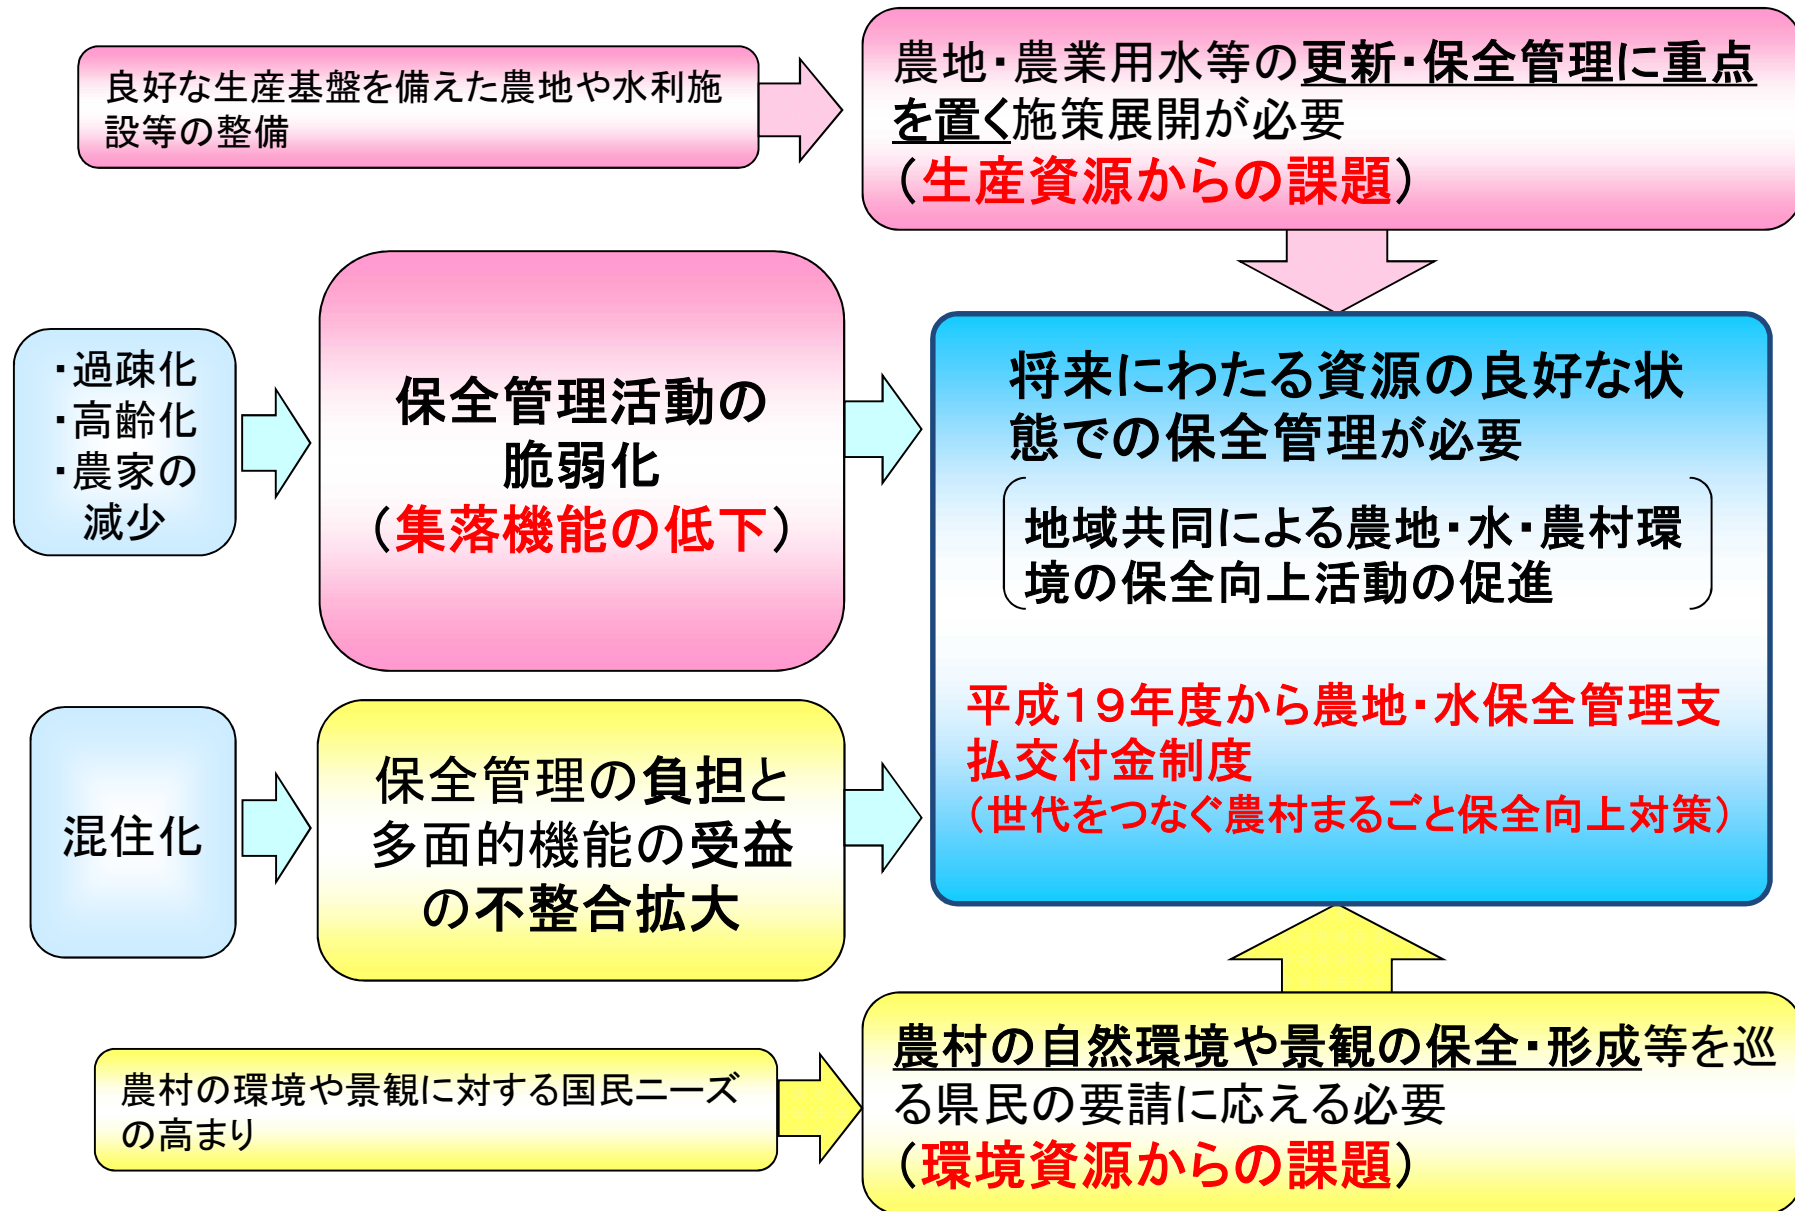 良好な生産基盤を備えた農地や水利施
設等の整備
農地・農業用水等の更新・保全管理に重点
を置く施策展開が必要
（生産資源からの課題）
・過疎化
・高齢化
・農家の
減少
保全管理活動の
脆弱化
（集落機能の低下）
将来にわたる資源の良好な状
態での保全管理が必要
地域共同による農地・水・農村環
境の保全向上活動の促進
平成１９年度から農地・水保全管理支
払交付金制度
（世代をつなぐ農村まるごと保全向上対策）
混住化
保全管理の負担と
多面的機能の受益
の不整合拡大
農村の環境や景観に対する国民ニーズ
の高まり
農村の自然環境や景観の保全・形成等を巡
る県民の要請に応える必要
（環境資源からの課題）